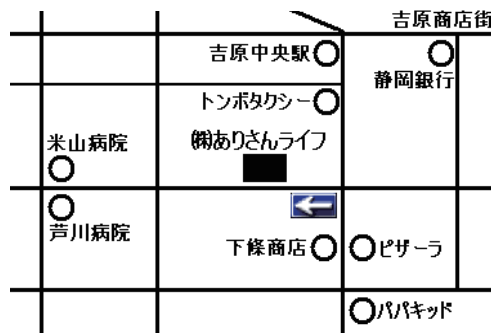 吉原商店街
吉原中央駅
静岡銀行
トンボタクシー
米山病院
㈱ありさんライフ
芦川病院
下條商店
ピザーラ
パパキッド